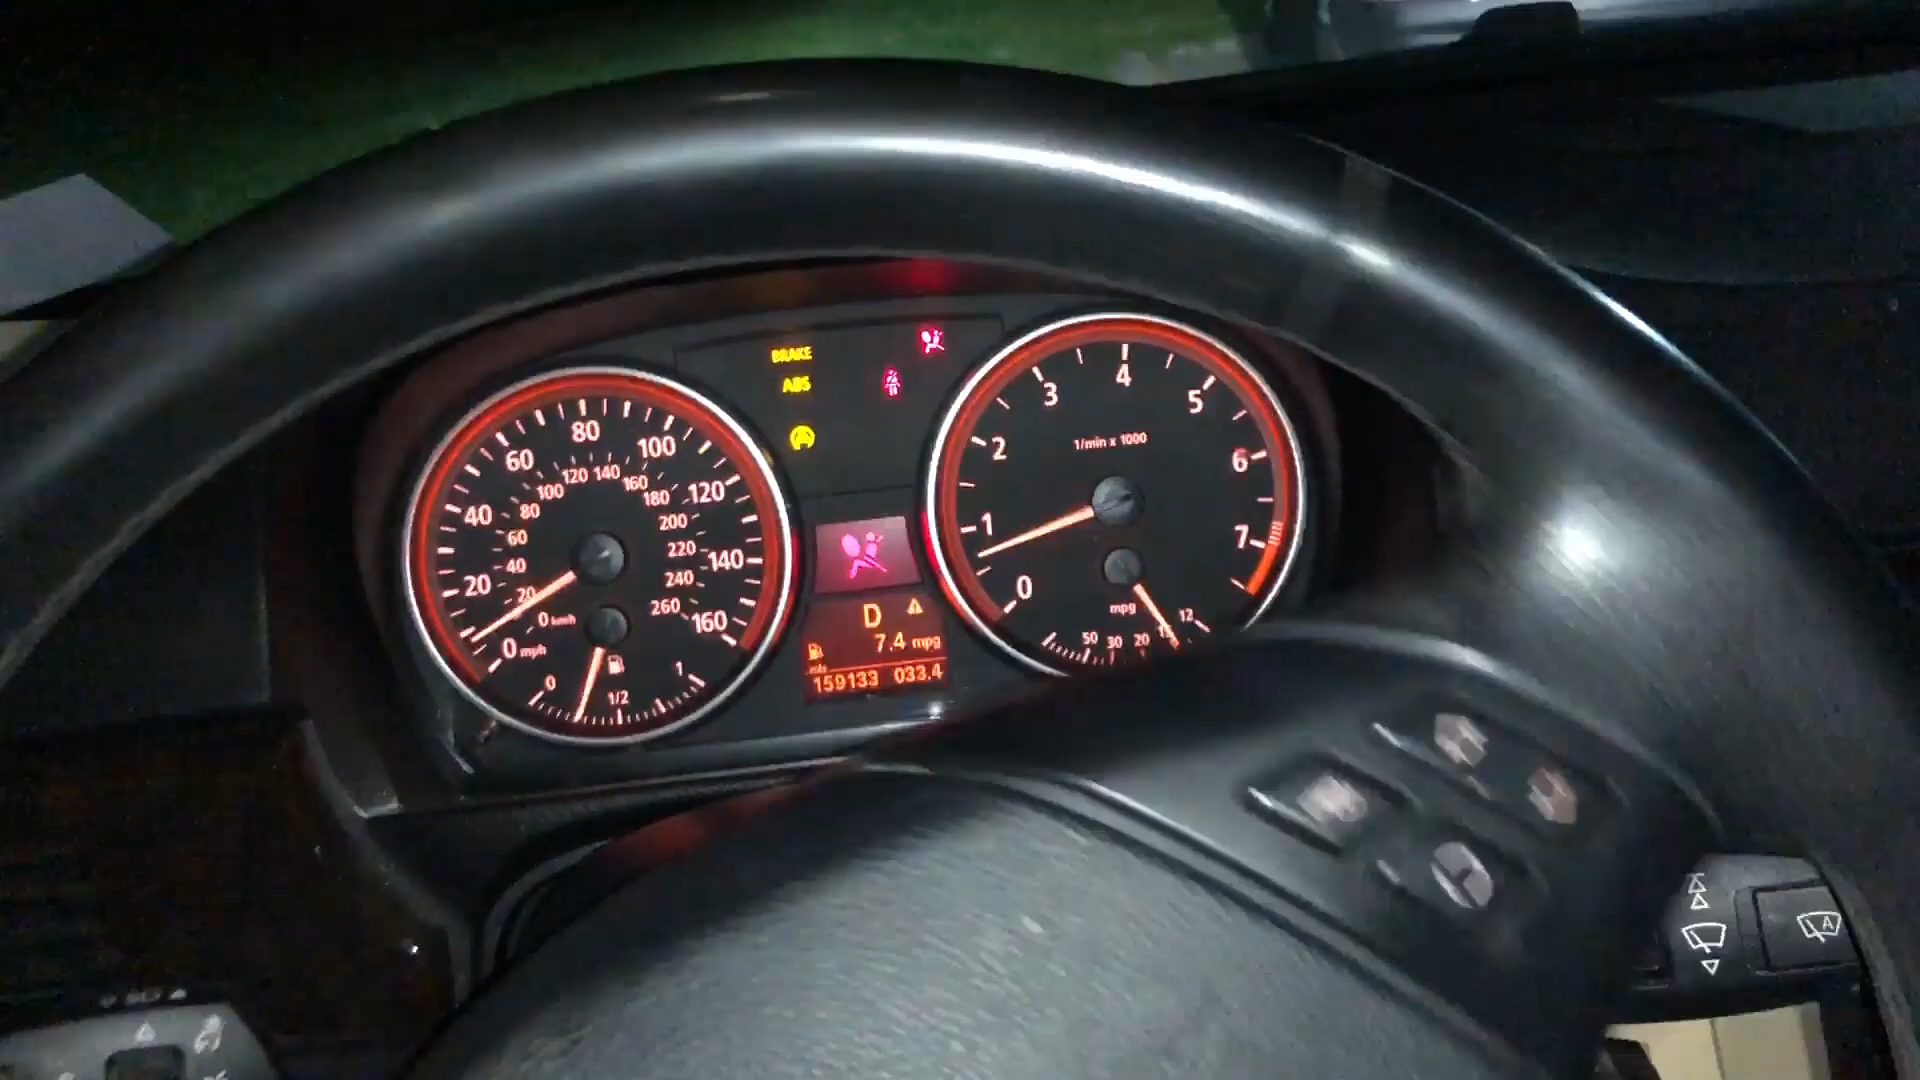 BRAKE
ABS
0 20 40 60 80 100 120 140 160
mph
0 20 40 60 80 100 120 140 160 180 200 220 240 260
km/h
0 1/2 1
0 1 2 3 4 5 6 7
1/min x 1000
mpg
50 30 20 15 12
D
7.4 mpg
mls
159133 033.4
A